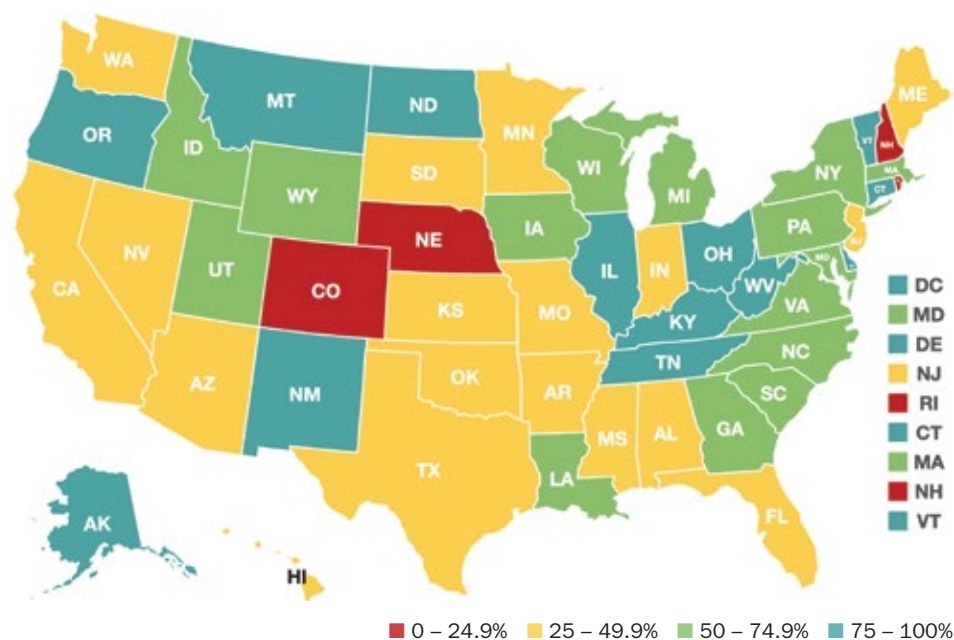 WA
ME
MT
ND
MN
OR
VT
NH
ID
WI
NY
MA
SD
MI
CT
WY
PA
NJ
IA
NE
OH
MD
NV
UT
IL
IN
WV
DC
CA
CO
VA
MD
KS
MO
KY
DE
NC
NJ
TN
AZ
OK
RI
NM
AR
SC
CT
MS
AL
GA
MA
TX
LA
NH
VT
FL
AK
HI
0 – 24.9% 25 – 49.9% 50 – 74.9% 75 – 100%